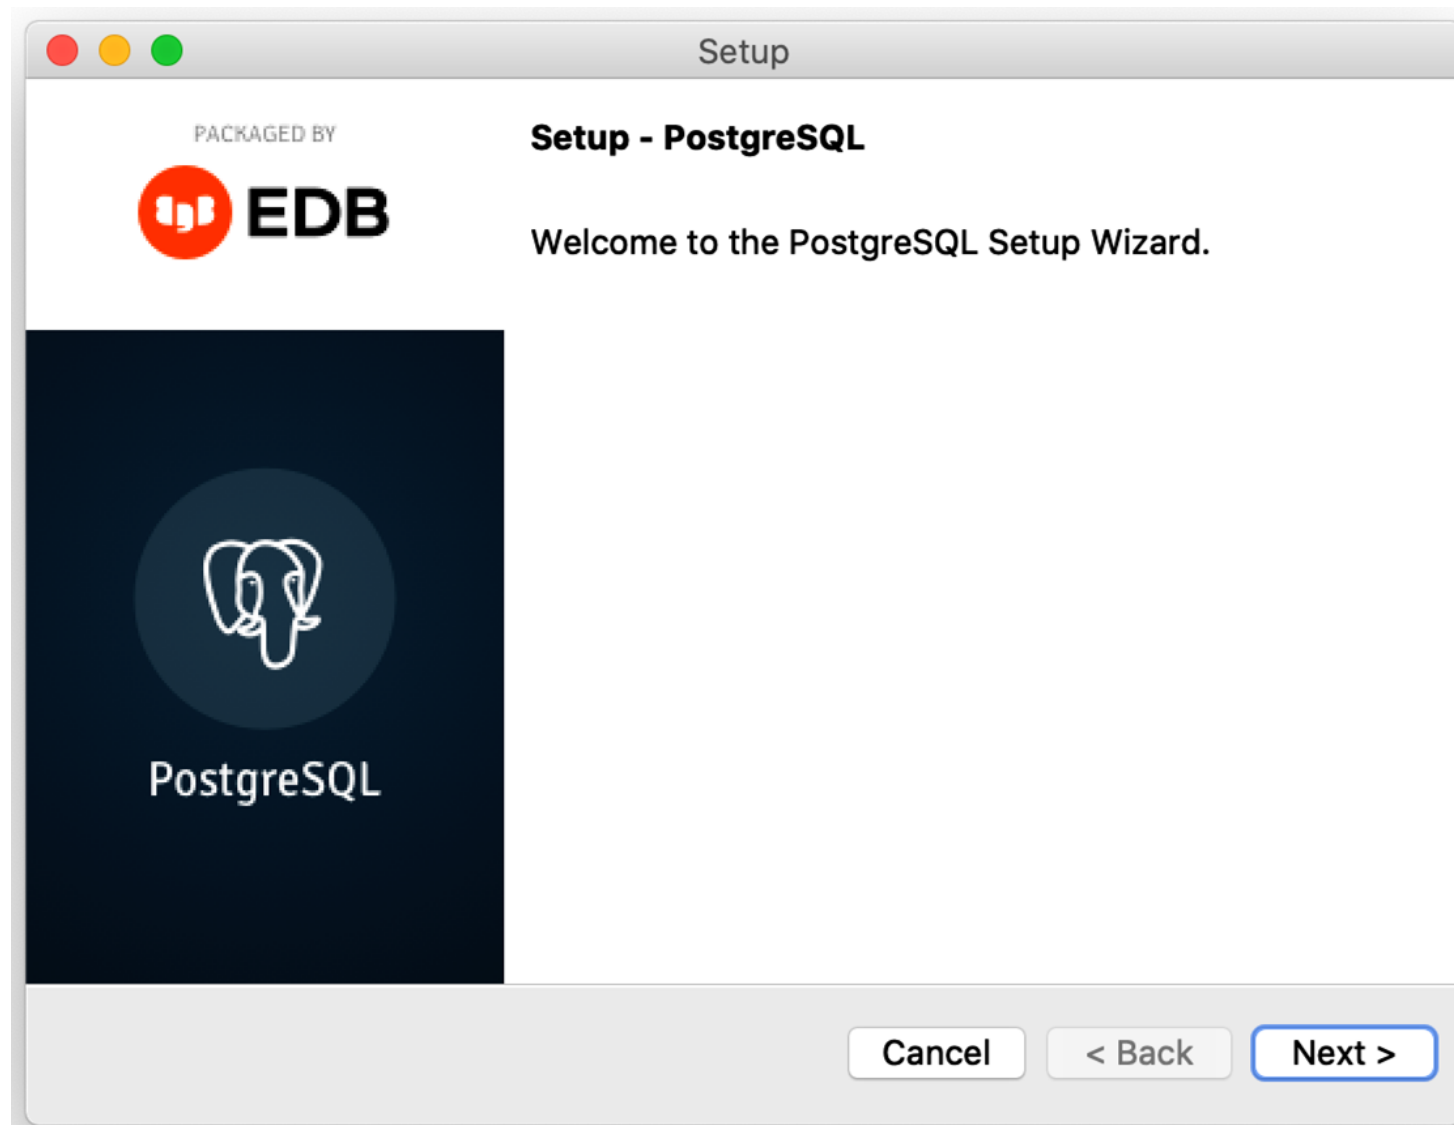 Setup
PACKAGED BY
EDB
Setup - PostgreSQL
Welcome to the PostgreSQL Setup Wizard.
PostgreSQL
Cancel
< Back
Next >